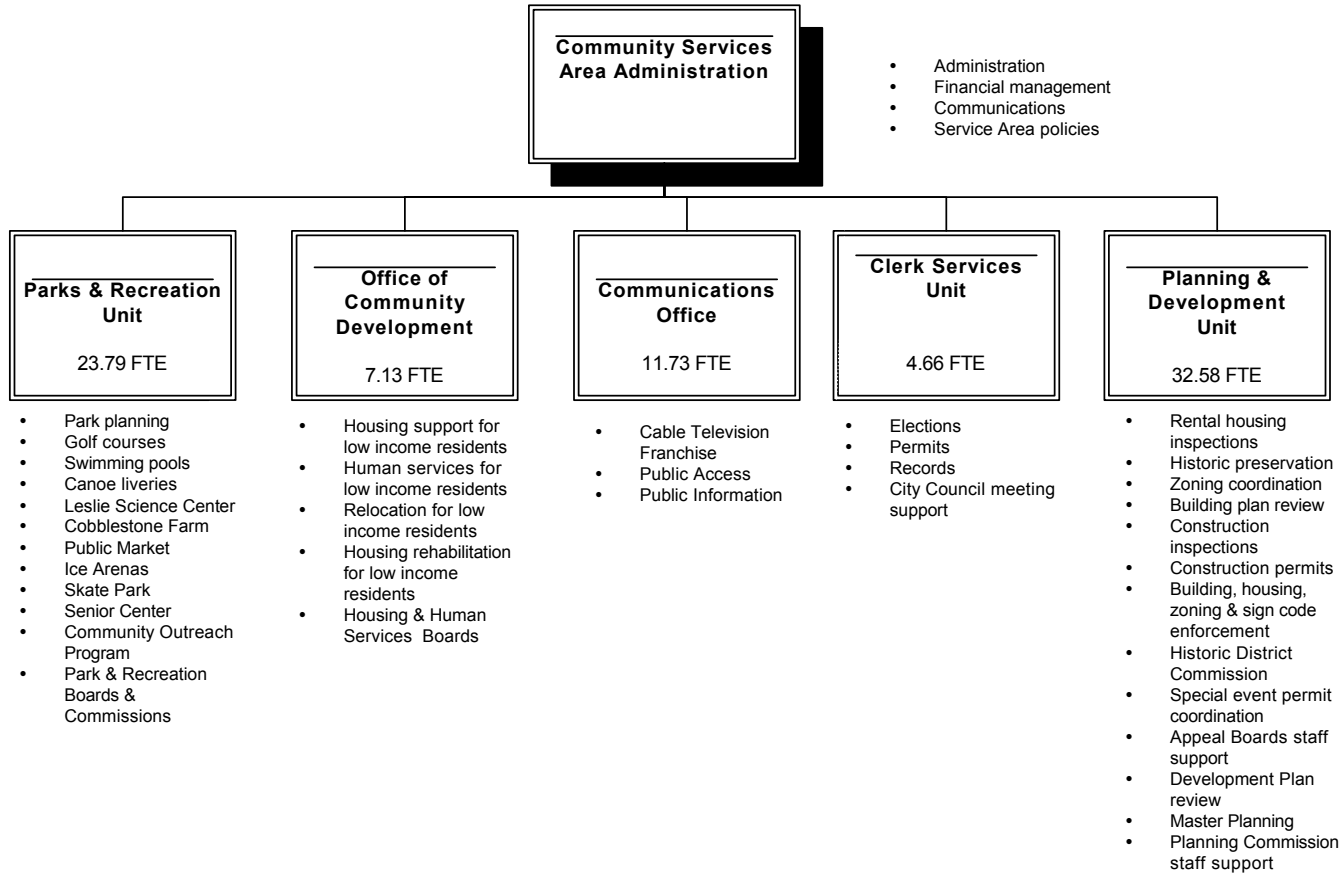 Community Services
Area Administration
• Administration
• Financial management
• Communications
• Service Area policies
Parks & Recreation
Unit
23.79 FTE
• Park planning
• Golf courses
• Swimming pools
• Canoe liveries
• Leslie Science Center
• Cobblestone Farm
• Public Market
• Ice Arenas
• Skate Park
• Senior Center
• Community Outreach
Program
• Park & Recreation
Boards &
Commissions
Office of
Community
Development
7.13 FTE
• Housing support for
low income residents
• Human services for
low income residents
• Relocation for low
income residents
• Housing rehabilitation
for low income
residents
• Housing & Human
Services Boards
Communications
Office
11.73 FTE
• Cable Television
Franchise
• Public Access
• Public Information
Clerk Services
Unit
4.66 FTE
• Elections
• Permits
• Records
• City Council meeting
support
Planning &
Development
Unit
32.58 FTE
• Rental housing
inspections
• Historic preservation
• Zoning coordination
• Building plan review
• Construction
inspections
• Construction permits
• Building, housing,
zoning & sign code
enforcement
• Historic District
Commission
• Special event permit
coordination
• Appeal Boards staff
support
• Development Plan
review
• Master Planning
• Planning Commission
staff support